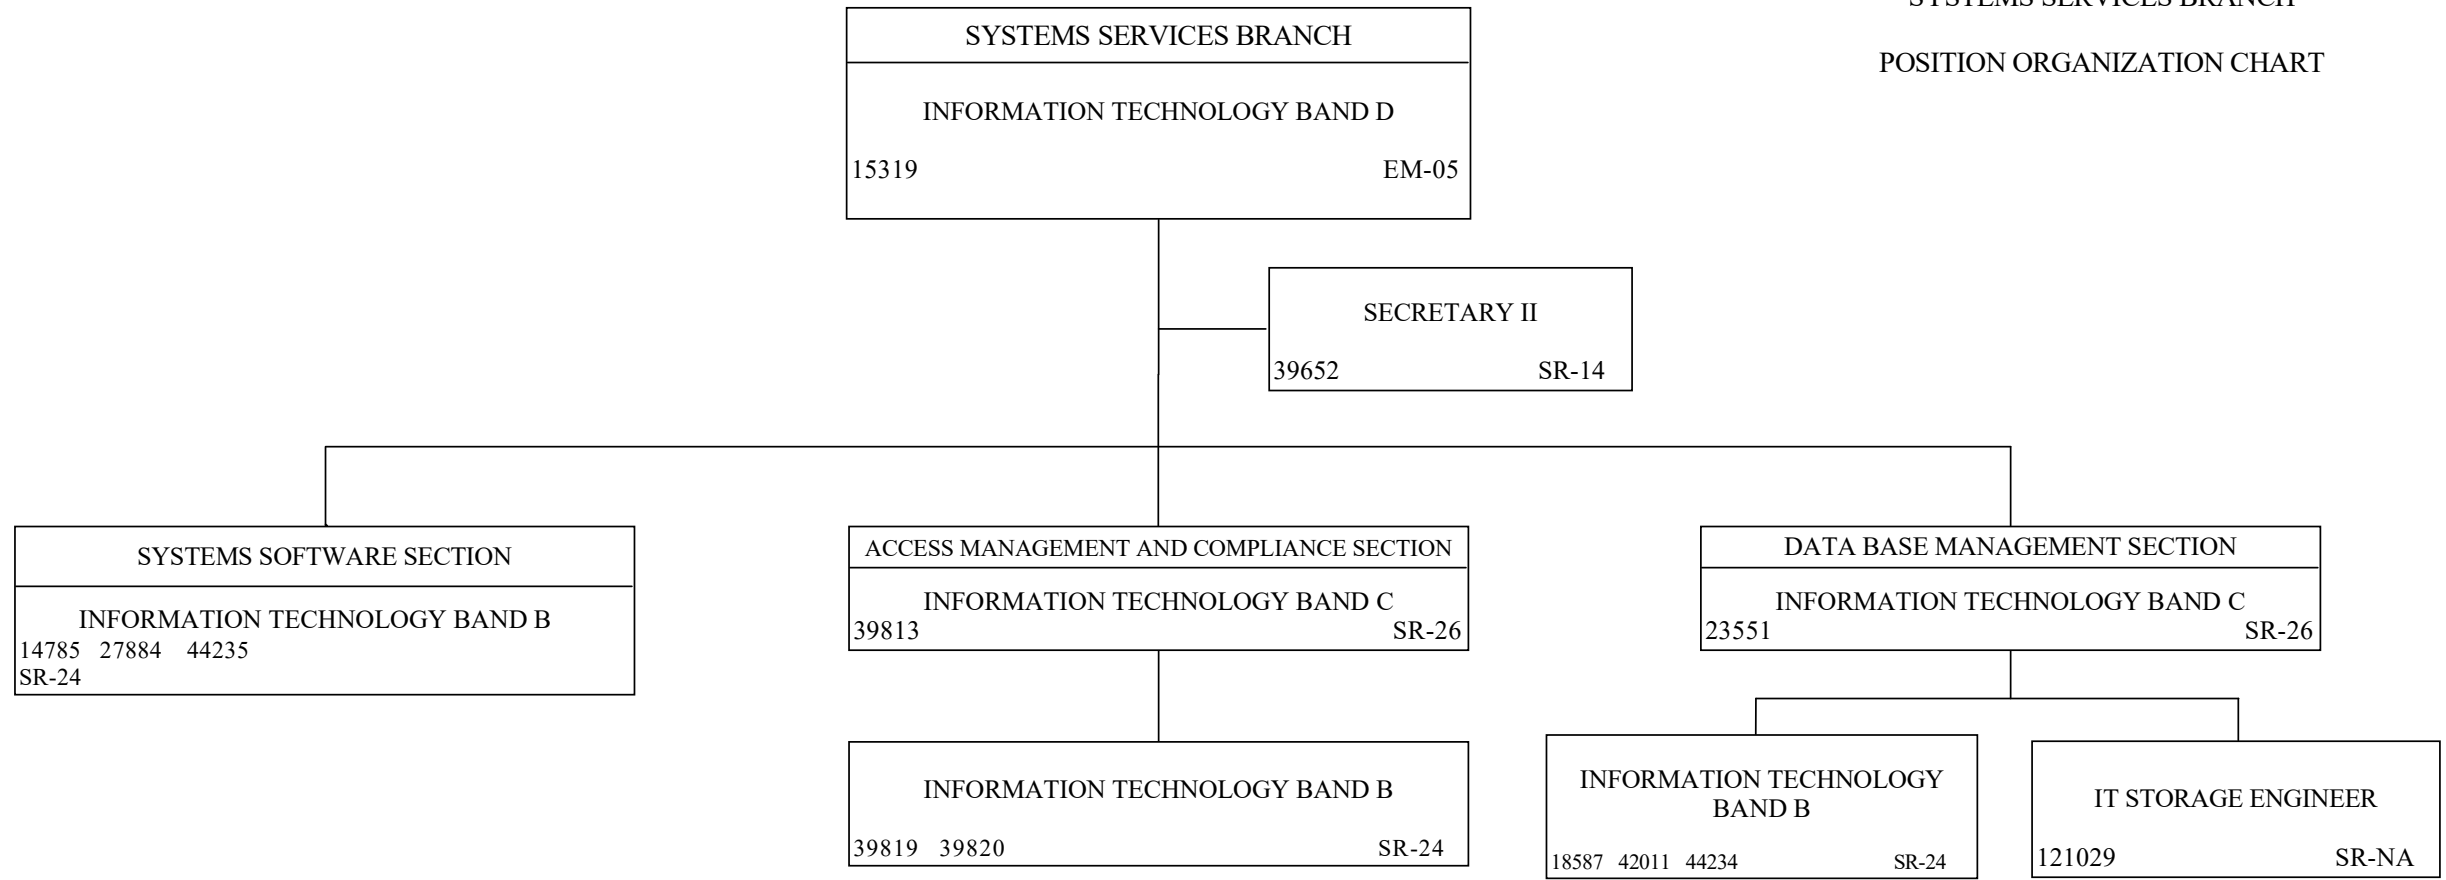 SYSTEMS SERVICES BRANCH
POSITION ORGANIZATION CHART
SYSTEMS SERVICES BRANCH
INFORMATION TECHNOLOGY BAND D
15319 EM-05
SECRETARY II
39652 SR-14
SYSTEMS SOFTWARE SECTION
INFORMATION TECHNOLOGY BAND B
14785 27884 44235
SR-24
ACCESS MANAGEMENT AND COMPLIANCE SECTION
INFORMATION TECHNOLOGY BAND C
39813 SR-26
INFORMATION TECHNOLOGY BAND B
39819 39820 SR-24
DATA BASE MANAGEMENT SECTION
INFORMATION TECHNOLOGY BAND C
23551 SR-26
INFORMATION TECHNOLOGY
BAND B
18587 42011 44234 SR-24
IT STORAGE ENGINEER
121029 SR-NA